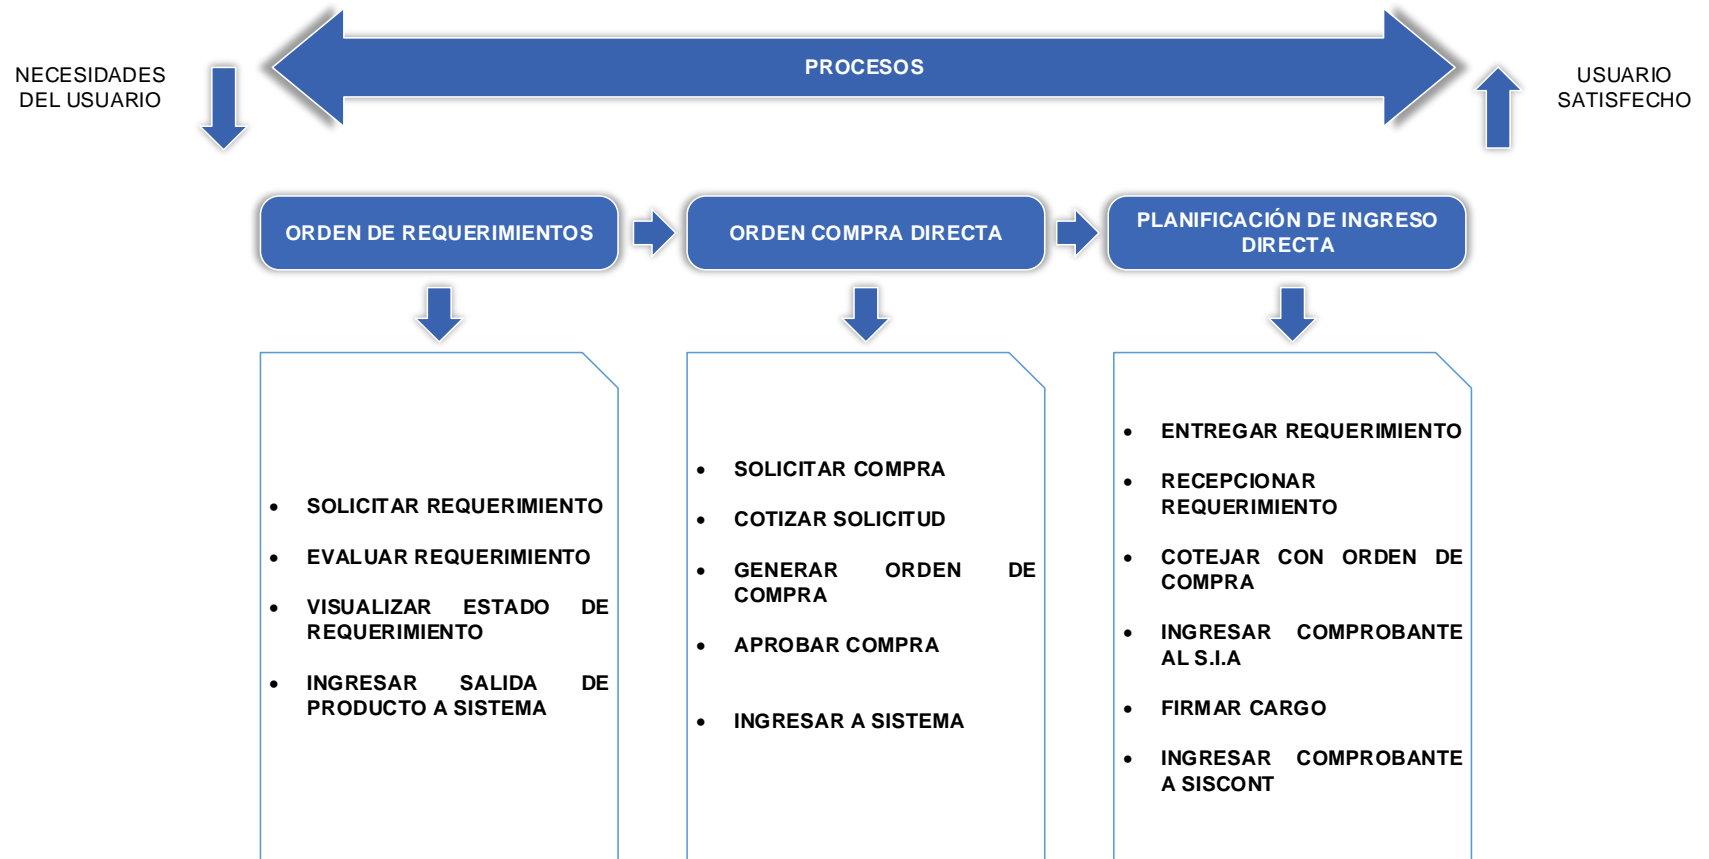 PROCESOS
NECESIDADES
DEL USUARIO
USUARIO
SATISFECHO
ORDEN DE REQUERIMIENTOS
ORDEN COMPRA DIRECTA
PLANIFICACIÓN DE INGRESO
DIRECTA
• SOLICITAR REQUERIMIENTO
• EVALUAR REQUERIMIENTO
• VISUALIZAR ESTADO DE
REQUERIMIENTO
• INGRESAR SALIDA DE
PRODUCTO A SISTEMA
• SOLICITAR COMPRA
• COTIZAR SOLICITUD
• GENERAR ORDEN DE
COMPRA
• APROBAR COMPRA
• INGRESAR A SISTEMA
• ENTREGAR REQUERIMIENTO
• RECEPCIONAR
REQUERIMIENTO
• COTEJAR CON ORDEN DE
COMPRA
• INGRESAR COMPROBANTE
AL S.I.A
• FIRMAR CARGO
• INGRESAR COMPROBANTE
A SISCONT